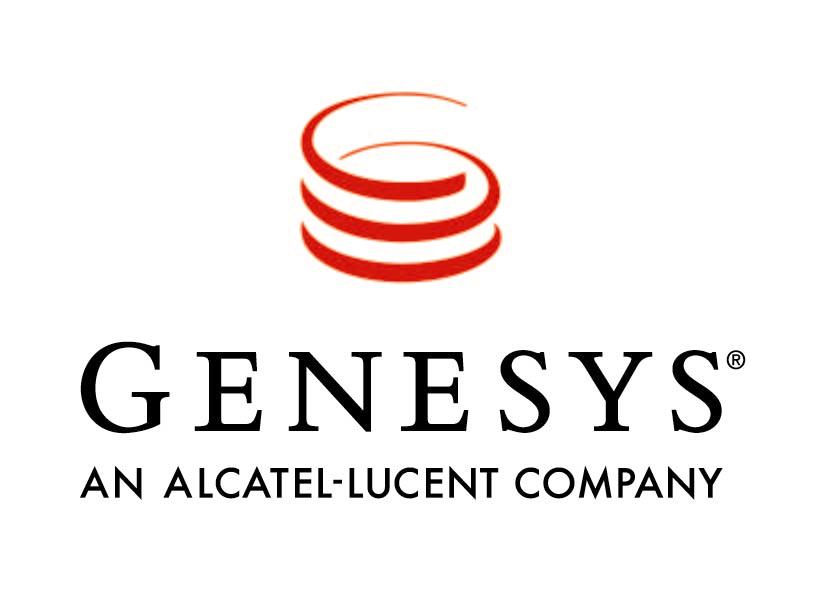 GENESYS®
AN ALCATEL-LUCENT COMPANY